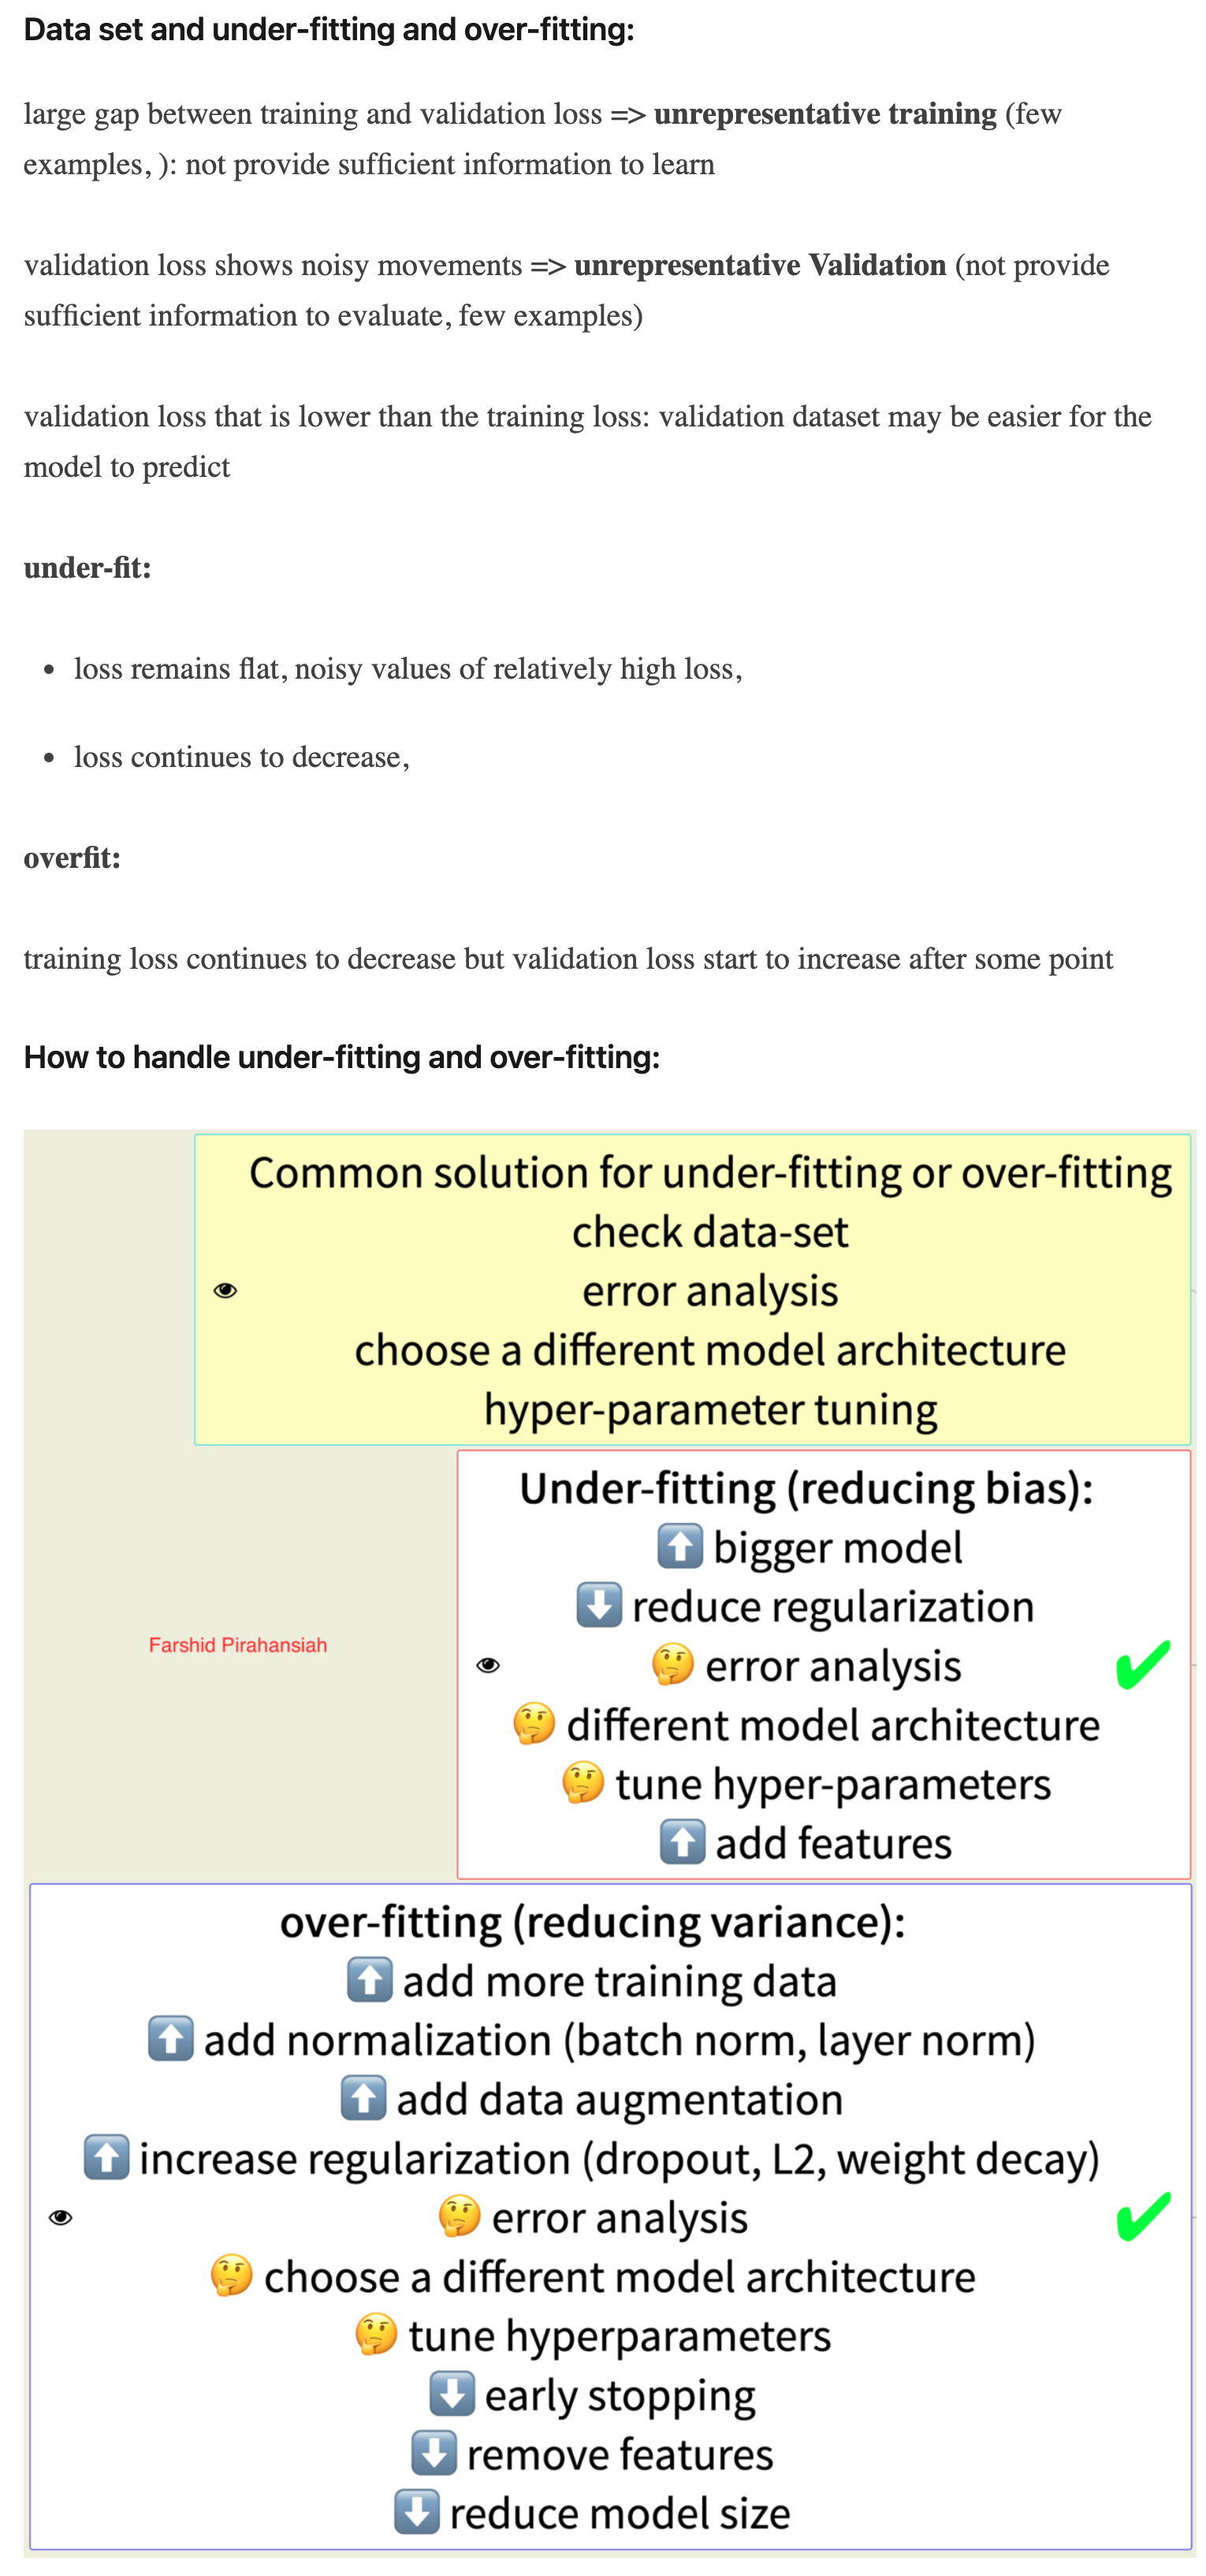 Data set and under-fitting and over-fitting:
large gap between training and validation loss => unrepresentative training (few
examples, ): not provide sufficient information to learn
validation loss shows noisy movements => unrepresentative Validation (not provide
sufficient information to evaluate, few examples)
validation loss that is lower than the training loss: validation dataset may be easier for the
model to predict
under-fit:
• loss remains flat, noisy values of relatively high loss,
• loss continues to decrease,
overfit:
training loss continues to decrease but validation loss start to increase after some point
How to handle under-fitting and over-fitting:
Common solution for under-fitting or over-fitting
check data-set
error analysis
choose a different model architecture
hyper-parameter tuning
Under-fitting (reducing bias):
⬆️ bigger model
⬇️ reduce regularization
Farshid Pirahansiah
🤔 error analysis
🤔 different model architecture
🤔 tune hyper-parameters
⬆️ add features
over-fitting (reducing variance):
⬆️ add more training data
⬆️ add normalization (batch norm, layer norm)
⬆️ add data augmentation
⬆️ increase regularization (dropout, L2, weight decay)
🤔 error analysis
🤔 choose a different model architecture
🤔 tune hyperparameters
⬇️ early stopping
⬇️ remove features
⬇️ reduce model size